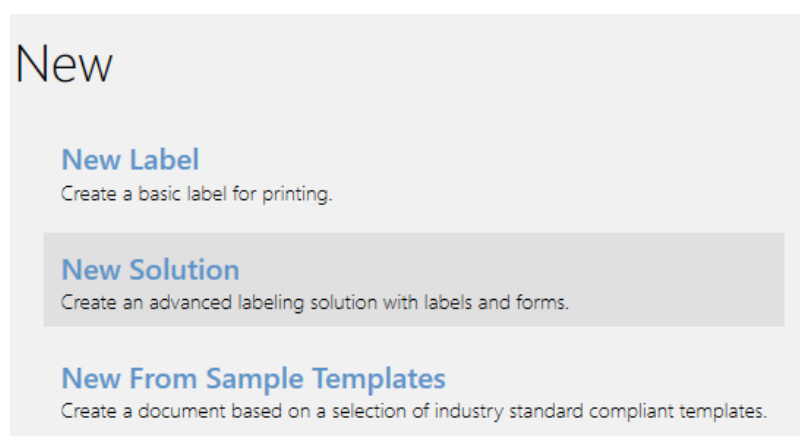 New
New Label
Create a basic label for printing.
New Solution
Create an advanced labeling solution with labels and forms.
New From Sample Templates
Create a document based on a selection of industry standard compliant templates.